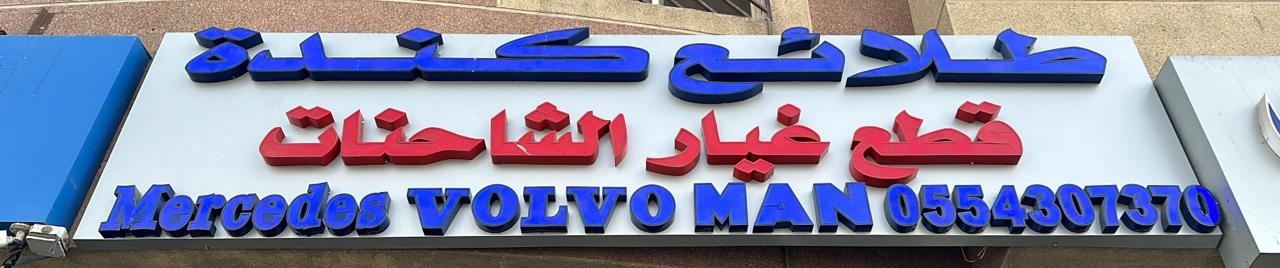 طلائع كندة
قطع غيار الشاحنات
Mercedes VOLVO MAN 0554307370